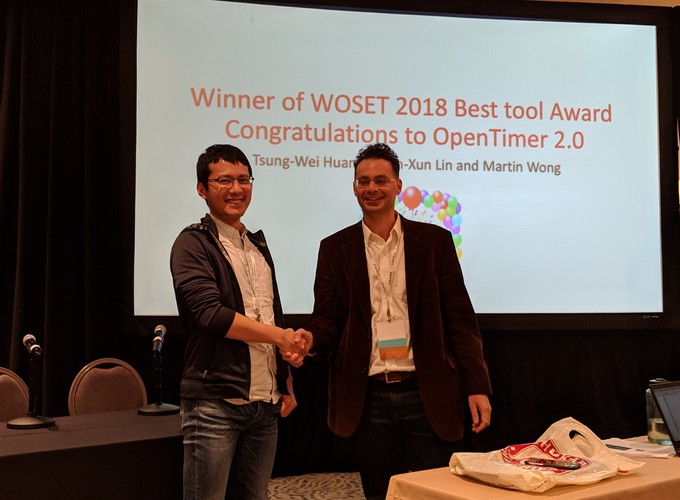 Winner of WOSET 2018 Best tool Award
Congratulations to OpenTimer 2.0
Tsung-Wei Xun Lin and Martin Wong